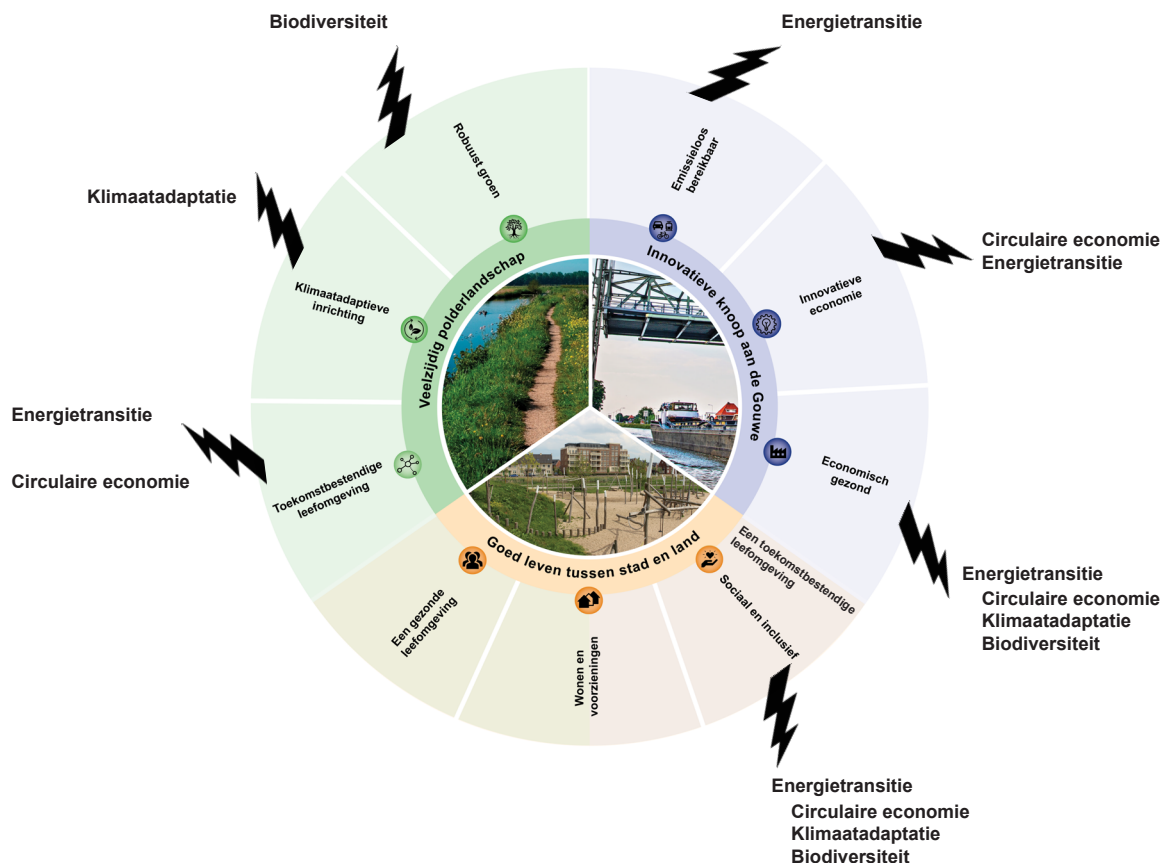 Biodiversiteit
Energietransitie
Klimaatadaptatie
Robuust groen
Emissieloos
bereikbaar
Circulaire economie
Energietransitie
Klimaatadaptieve
inrichting
Innovatieve
economie
Veelzijdig polderlandschap
Innovatieve knoop aan de Gouwe
Energietransitie
Circulaire economie
Toekomstbestendige
leefomgeving
Economisch
gezond
Goed leven tussen stad en land
Een toekomstbestendige
leefomgeving
Sociaal en inclusief
Een gezonde
leefomgeving
Wonen en
voorzieningen
Energietransitie
Circulaire economie
Klimaatadaptatie
Biodiversiteit
Energietransitie
Circulaire economie
Klimaatadaptatie
Biodiversiteit